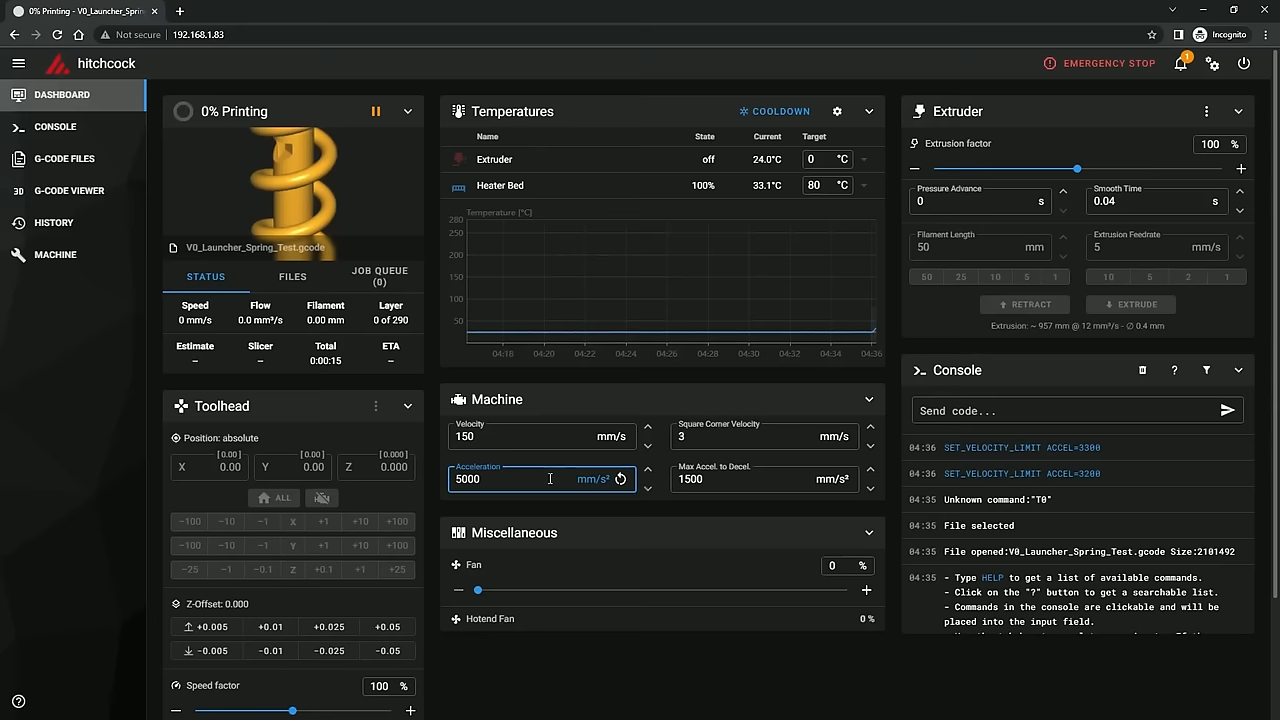 0% Printing - V0_Launcher_Sprin
Incognito
Not secure
192.168.1.83
hitchcock
EMERGENCY STOP
1
DASHBOARD
CONSOLE
G-CODE FILES
3D
G-CODE VIEWER
HISTORY
MACHINE
0% Printing
V0_Launcher_Spring_Test.gcode
STATUS
FILES
JOB QUEUE
(0)
Speed
Flow
Filament
Layer
0 mm/s
0.0 mm³/s
0.00 mm
0 of 290
Estimate
Slicer
Total
ETA
--
--
0:00:15
--
Toolhead
Position: absolute
[0.00]
[0.00]
[0.000]
X 0.00
Y 0.00
Z 0.000
ALL
−100 −10 −1 X +1 +10 +100
−100 −10 −1 Y +1 +10 +100
−25 −1 −0.1 Z +0.1 +1 +25
Z-Offset: 0.000
+0.005 +0.01 +0.025 +0.05
-0.005 -0.01 -0.025 -0.05
Speed factor
100 %
Temperatures
COOLDOWN
Name State Current Target
Extruder off 24.0°C 0 °C
Heater Bed 100% 33.1°C 80 °C
Temperature [°C]
280
250
200
150
100
50
04:18 04:20 04:22 04:24 04:26 04:28 04:30 04:32 04:34 04:36
Machine
Velocity
150 mm/s
Square Corner Velocity
3 mm/s
Acceleration
5000 mm/s²
Max Accel. to Decel.
1500 mm/s²
Miscellaneous
Fan
0 %
Hotend Fan
0 %
Extruder
Extrusion factor
100 %
Pressure Advance
0 s
Smooth Time
0.04 s
Filament Length
50 mm
Extrusion Feedrate
5 mm/s
50 25 10 5 1
10 5 2 1
RETRACT
EXTRUDE
Extrusion: ~ 957 mm @ 12 mm³/s - ∅ 0.4 mm
Console
Send code...
04:36 SET_VELOCITY_LIMIT ACCEL=3300
04:36 SET_VELOCITY_LIMIT ACCEL=3200
04:35 Unknown command:"T0"
04:35 File selected
04:35 File opened:V0_Launcher_Spring_Test.gcode Size:2101492
04:35 - Type HELP to get a list of available commands.
- Click on the "?" button to get a searchable list.
- Commands in the console are clickable and will be
placed into the input field.